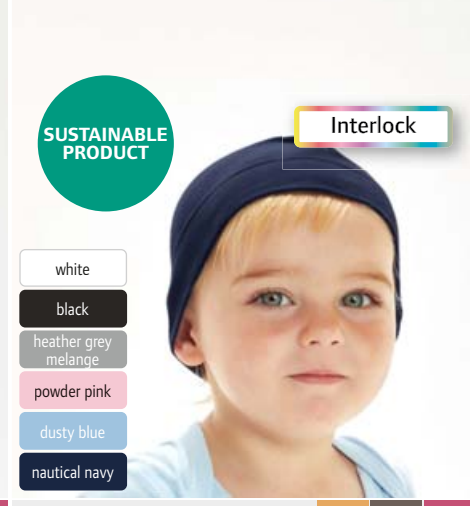 SUSTAINABLE
PRODUCT
Interlock
white
black
heather grey
melange
powder pink
dusty blue
nautical navy